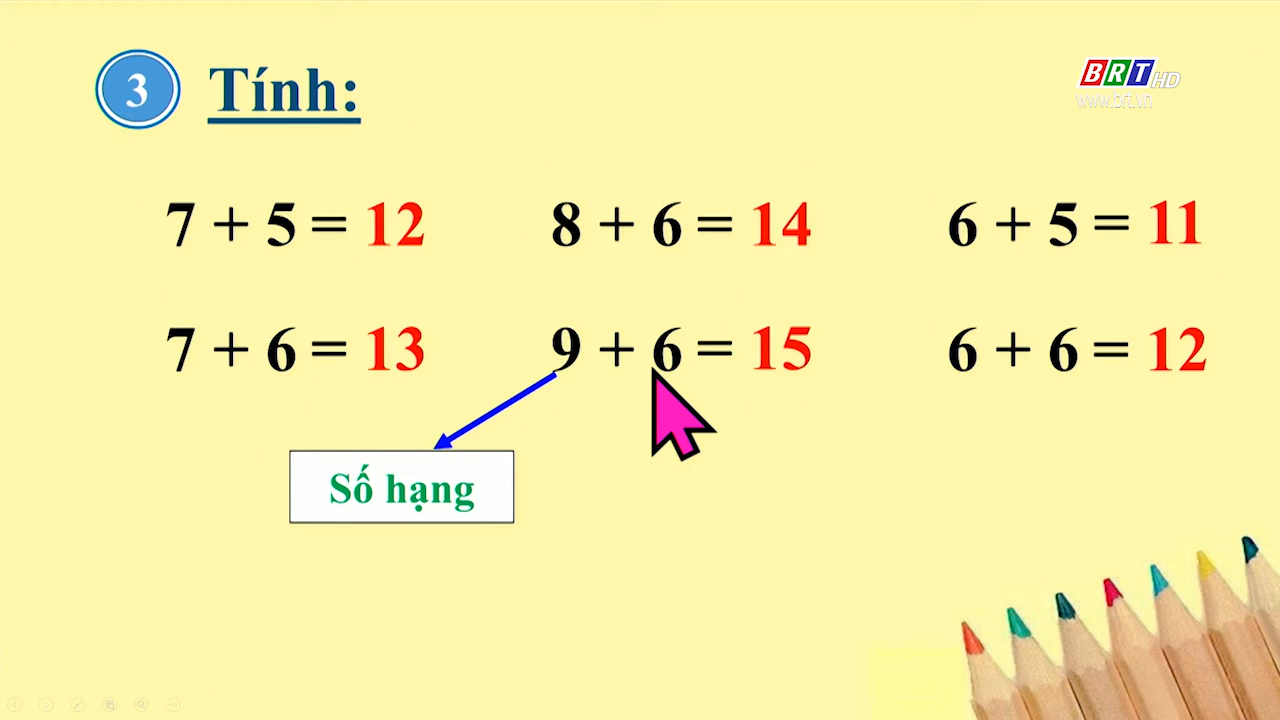 3 Tính:
BRT HD
www.brt.vn
7 + 5 = 12 8 + 6 = 14 6 + 5 = 11
7 + 6 = 13 9 + 6 = 15 6 + 6 = 12
Số hạng